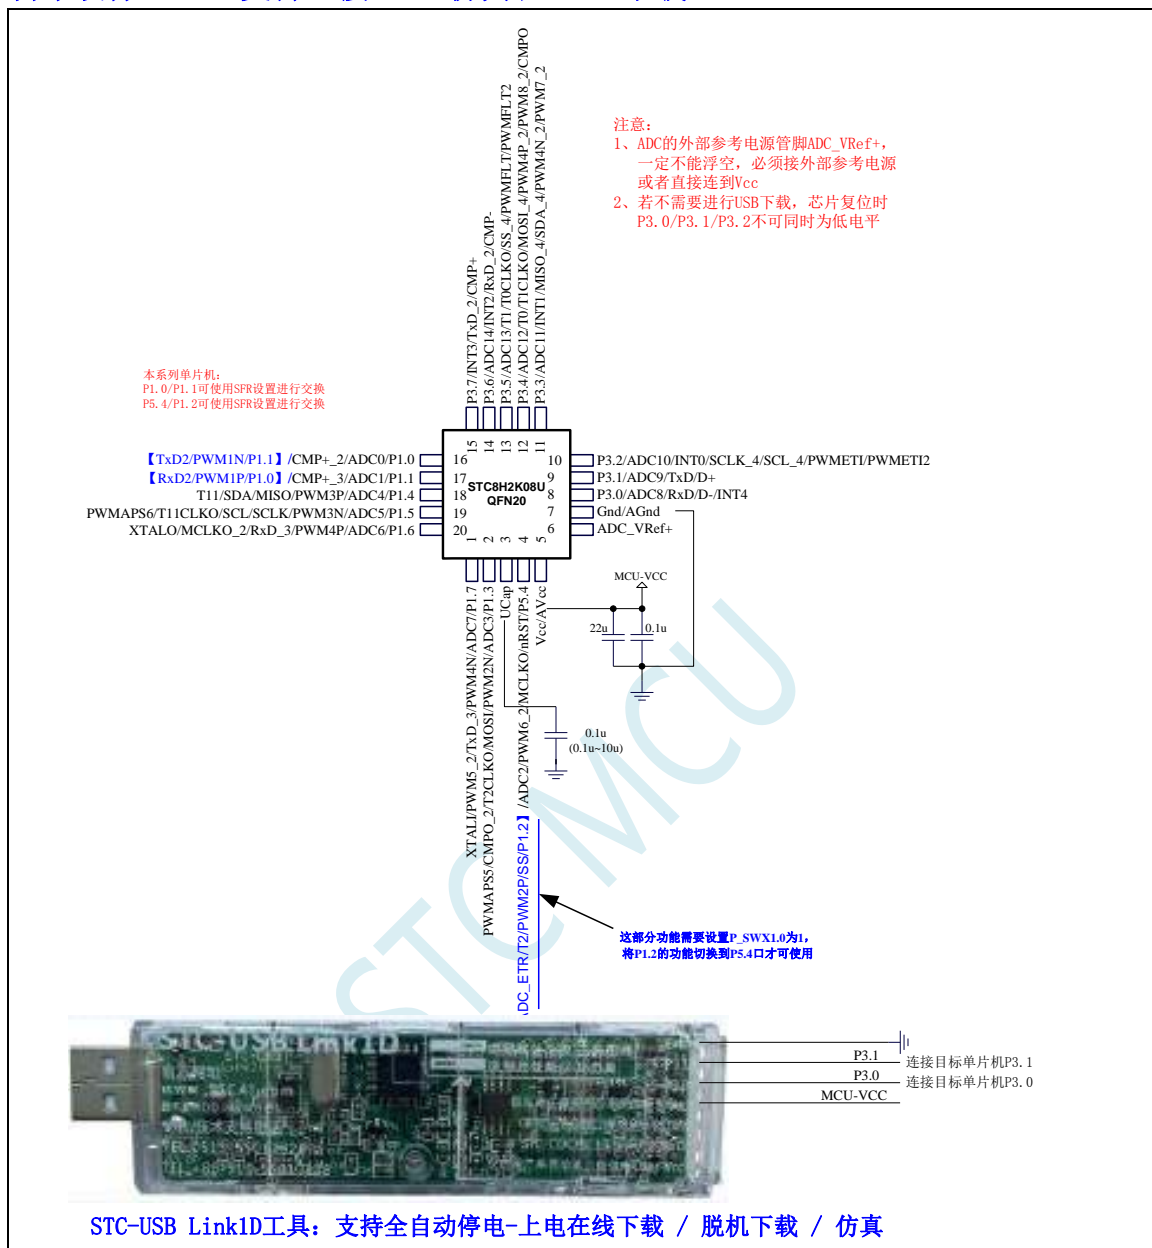 注意:
1、ADC的外部参考电源管脚ADC_VRef+,
一定不能浮空，必须接外部参考电源
或者直接连到Vcc
2、若不需要进行USB下载，芯片复位时
P3.0/P3.1/P3.2不可同时为低电平
P3.7/INT3/TxD_2/CMP+
P3.6/ADC14/INT2/RxD_2/CMP-
P3.5/ADC13/T1/T0CLKO/SS_4/PWMFLT/PWMFLT2
P3.4/ADC12/T0/T1CLKO/MOSI_4/PWM4P_2/PWM8_2/CMPO
P3.3/ADC11/INT1/MISO_4/SDA_4/PWM4N_2/PWM7_2
本系列单片机:
P1.0/P1.1可使用SFR设置进行交换
P5.4/P1.2可使用SFR设置进行交换
15 14 13 12 11
【TxD2/PWM1N/P1.1】/CMP+_2/ADC0/P1.0 16
【RxD2/PWM1P/P1.0】/CMP+_3/ADC1/P1.1 17
T11/SDA/MISO/PWM3P/ADC4/P1.4 18
PWMAPS6/T11CLKO/SCL/SCLK/PWM3N/ADC5/P1.5 19
XTALO/MCLKO_2/RxD_3/PWM4P/ADC6/P1.6 20
STC8H2K08U
QFN20
10 P3.2/ADC10/INT0/SCLK_4/SCL_4/PWMETI/PWMETI2
9 P3.1/ADC9/TxD/D+
8 P3.0/ADC8/RxD/D-/INT4
7 Gnd/AGnd
6 ADC_VRef+
1 2 3 4 5
XTALI/PWM5_2/TxD_3/PWM4N/ADC7/P1.7
PWMAPS5/CMPO_2/T2CLKO/MOSI/PWM2N/ADC3/P1.3
UCap
ADC_ETR/T2/PWM2P/SS/P1.2】/ADC2/PWM6_2/MCLKO/nRST/P5.4
Vcc/AVcc
MCU-VCC
22u 0.1u
0.1u
(0.1u~10u)
这部分功能需要设置P_SWX1.0为1，
将P1.2的功能切换到P5.4口才可使用
STC MCU
STC-USB Link1D
P3.1 连接目标单片机P3.1
P3.0 连接目标单片机P3.0
MCU-VCC
STC-USB Link1D工具：支持全自动停电-上电在线下载 / 脱机下载 / 仿真